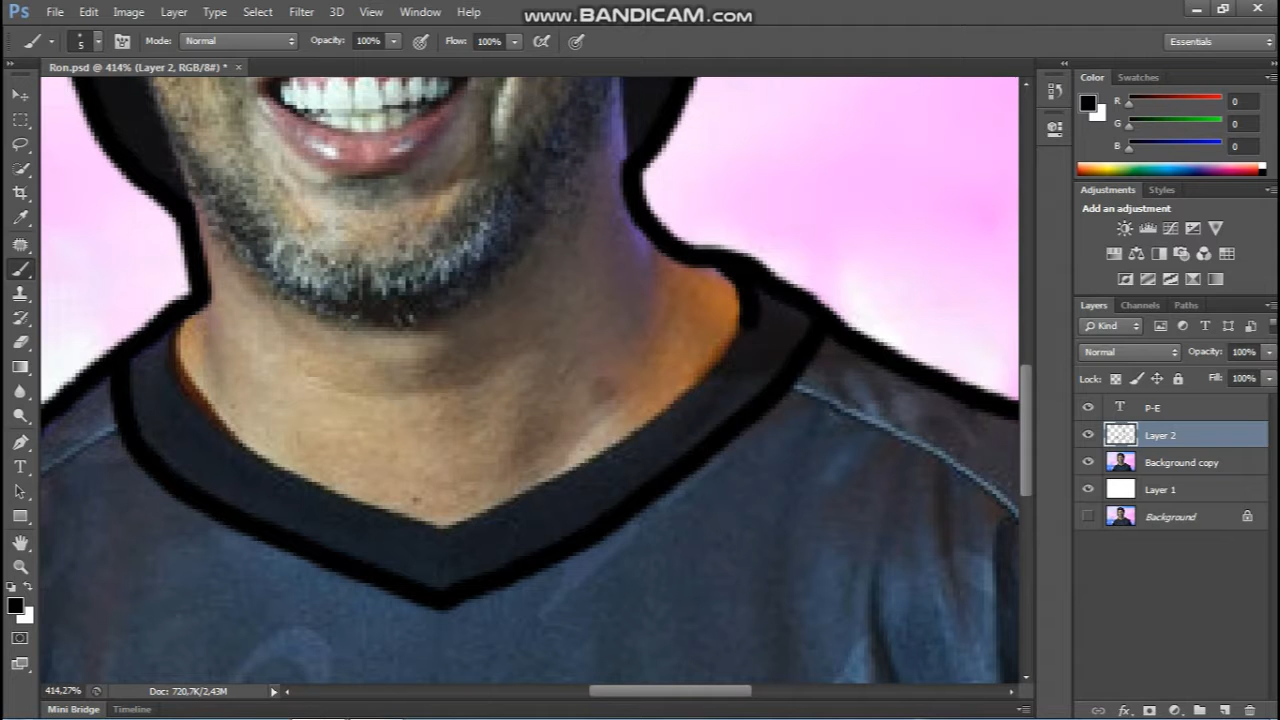 Ps File Edit Image Layer Type Select Filter 3D View Window Help
www.BANDICAM.com
5 Mode: Normal Opacity: 100% Flow: 100% Essentials
Ron.psd @ 414% (Layer 2, RGB/8#) * ×
Color Swatches
R 0
G 0
B 0
Adjustments Styles
Add an adjustment
Layers Channels Paths
Kind
Normal Opacity: 100%
Lock: Fill: 100%
P-E
Layer 2
Background copy
Layer 1
Background
414,27% Doc: 720,7K/2,43M
Mini Bridge Timeline